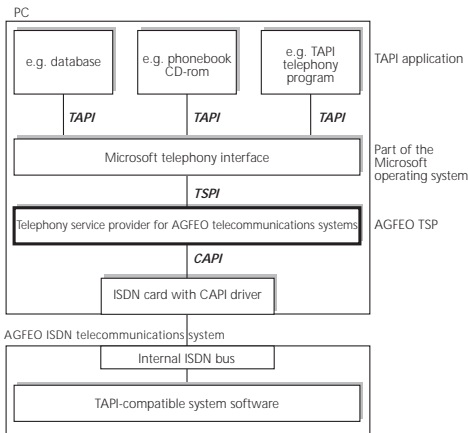 PC
e.g. database
e.g. phonebook
CD-rom
e.g. TAPI
telephony
program
TAPI application
TAPI
TAPI
TAPI
Microsoft telephony interface
Part of the
Microsoft
operating system
TSPI
Telephony service provider for AGFEO telecommunications systems
AGFEO TSP
CAPI
ISDN card with CAPI driver
AGFEO ISDN telecommunications system
Internal ISDN bus
TAPI-compatible system software